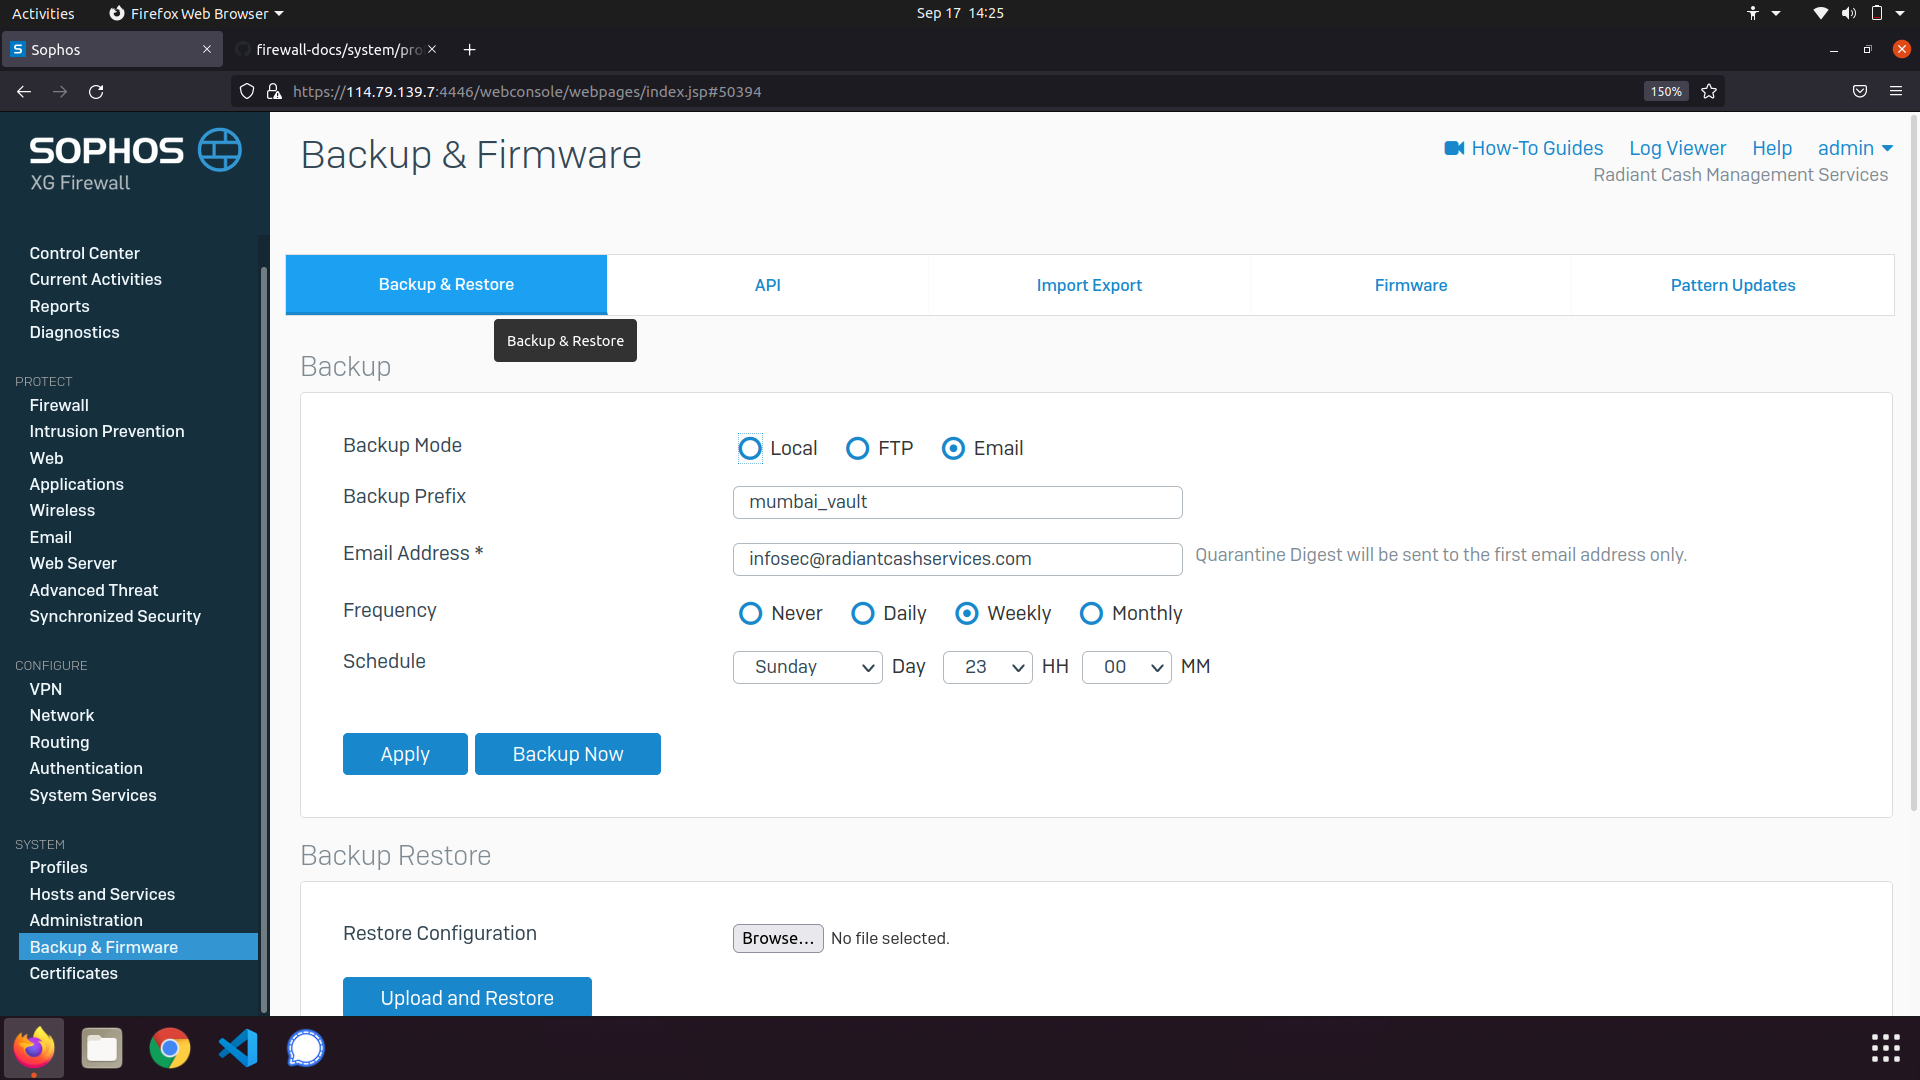 Activities
Firefox Web Browser
Sep 17 14:25
Sophos
firewall-docs/system/pro
https://114.79.139.7:4446/webconsole/webpages/index.jsp#50394
150%
SOPHOS
XG Firewall
Backup & Firmware
How-To Guides Log Viewer Help admin
Radiant Cash Management Services
Control Center
Current Activities
Reports
Diagnostics
PROTECT
Firewall
Intrusion Prevention
Web
Applications
Wireless
Email
Web Server
Advanced Threat
Synchronized Security
CONFIGURE
VPN
Network
Routing
Authentication
System Services
SYSTEM
Profiles
Hosts and Services
Administration
Backup & Firmware
Certificates
Backup & Restore API Import Export Firmware Pattern Updates
Backup & Restore
Backup
Backup Mode Local FTP Email
Backup Prefix mumbai_vault
Email Address * infosec@radiantcashservices.com Quarantine Digest will be sent to the first email address only.
Frequency Never Daily Weekly Monthly
Schedule Sunday Day 23 HH 00 MM
Apply Backup Now
Backup Restore
Restore Configuration Browse... No file selected.
Upload and Restore